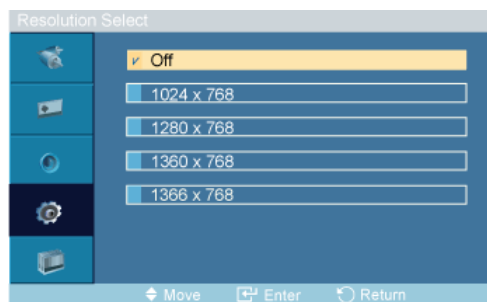 Resolution Select
Off
1024 x 768
1280 x 768
1360 x 768
1366 x 768
Move Enter Return